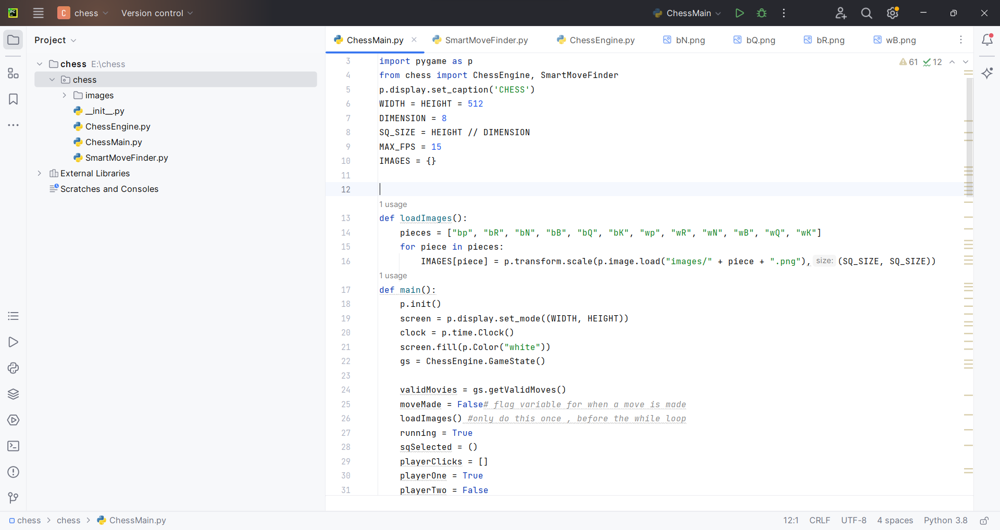 PC
C chess Version control
ChessMain
Project
chess E:\chess
chess
images
__init__.py
ChessEngine.py
ChessMain.py
SmartMoveFinder.py
External Libraries
Scratches and Consoles
ChessMain.py SmartMoveFinder.py ChessEngine.py bN.png bQ.png bR.png wB.png
61 12
3 import pygame as p
4 from chess import ChessEngine, SmartMoveFinder
5 p.display.set_caption('CHESS')
6 WIDTH = HEIGHT = 512
7 DIMENSION = 8
8 SQ_SIZE = HEIGHT // DIMENSION
9 MAX_FPS = 15
10 IMAGES = {}
11
12
1 usage
13 def loadImages():
14 pieces = ["bp", "bR", "bN", "bB", "bQ", "bK", "wp", "wR", "wN", "wB", "wQ", "wK"]
15 for piece in pieces:
16 IMAGES[piece] = p.transform.scale(p.image.load("images/" + piece + ".png"), size: (SQ_SIZE, SQ_SIZE))
1 usage
17 def main():
18 p.init()
19 screen = p.display.set_mode((WIDTH, HEIGHT))
20 clock = p.time.Clock()
21 screen.fill(p.Color("white"))
22 gs = ChessEngine.GameState()
23
24 validMovies = gs.getValidMoves()
25 moveMade = False# flag variable for when a move is made
26 loadImages() #only do this once , before the while loop
27 running = True
28 sqSelected = ()
29 playerClicks = []
30 playerOne = True
31 playerTwo = False
chess > chess > ChessMain.py
12:1 CRLF UTF-8 4 spaces Python 3.8